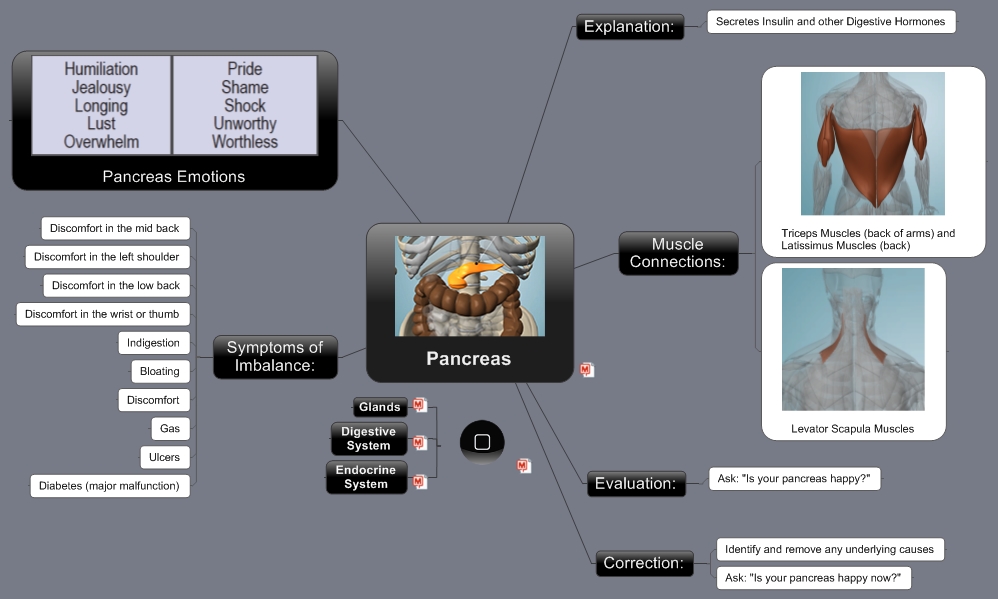 Explanation:
Secretes Insulin and other Digestive Hormones
Humiliation
Jealousy
Longing
Lust
Overwhelm
Pride
Shame
Shock
Unworthy
Worthless
Pancreas Emotions
Muscle
Connections:
Triceps Muscles (back of arms) and
Latissimus Muscles (back)
Levator Scapula Muscles
Pancreas
Symptoms of
Imbalance:
Discomfort in the mid back
Discomfort in the left shoulder
Discomfort in the low back
Discomfort in the wrist or thumb
Indigestion
Bloating
Discomfort
Gas
Ulcers
Diabetes (major malfunction)
Glands
Digestive
System
Endocrine
System
Evaluation:
Ask: "Is your pancreas happy?"
Correction:
Identify and remove any underlying causes
Ask: "Is your pancreas happy now?"